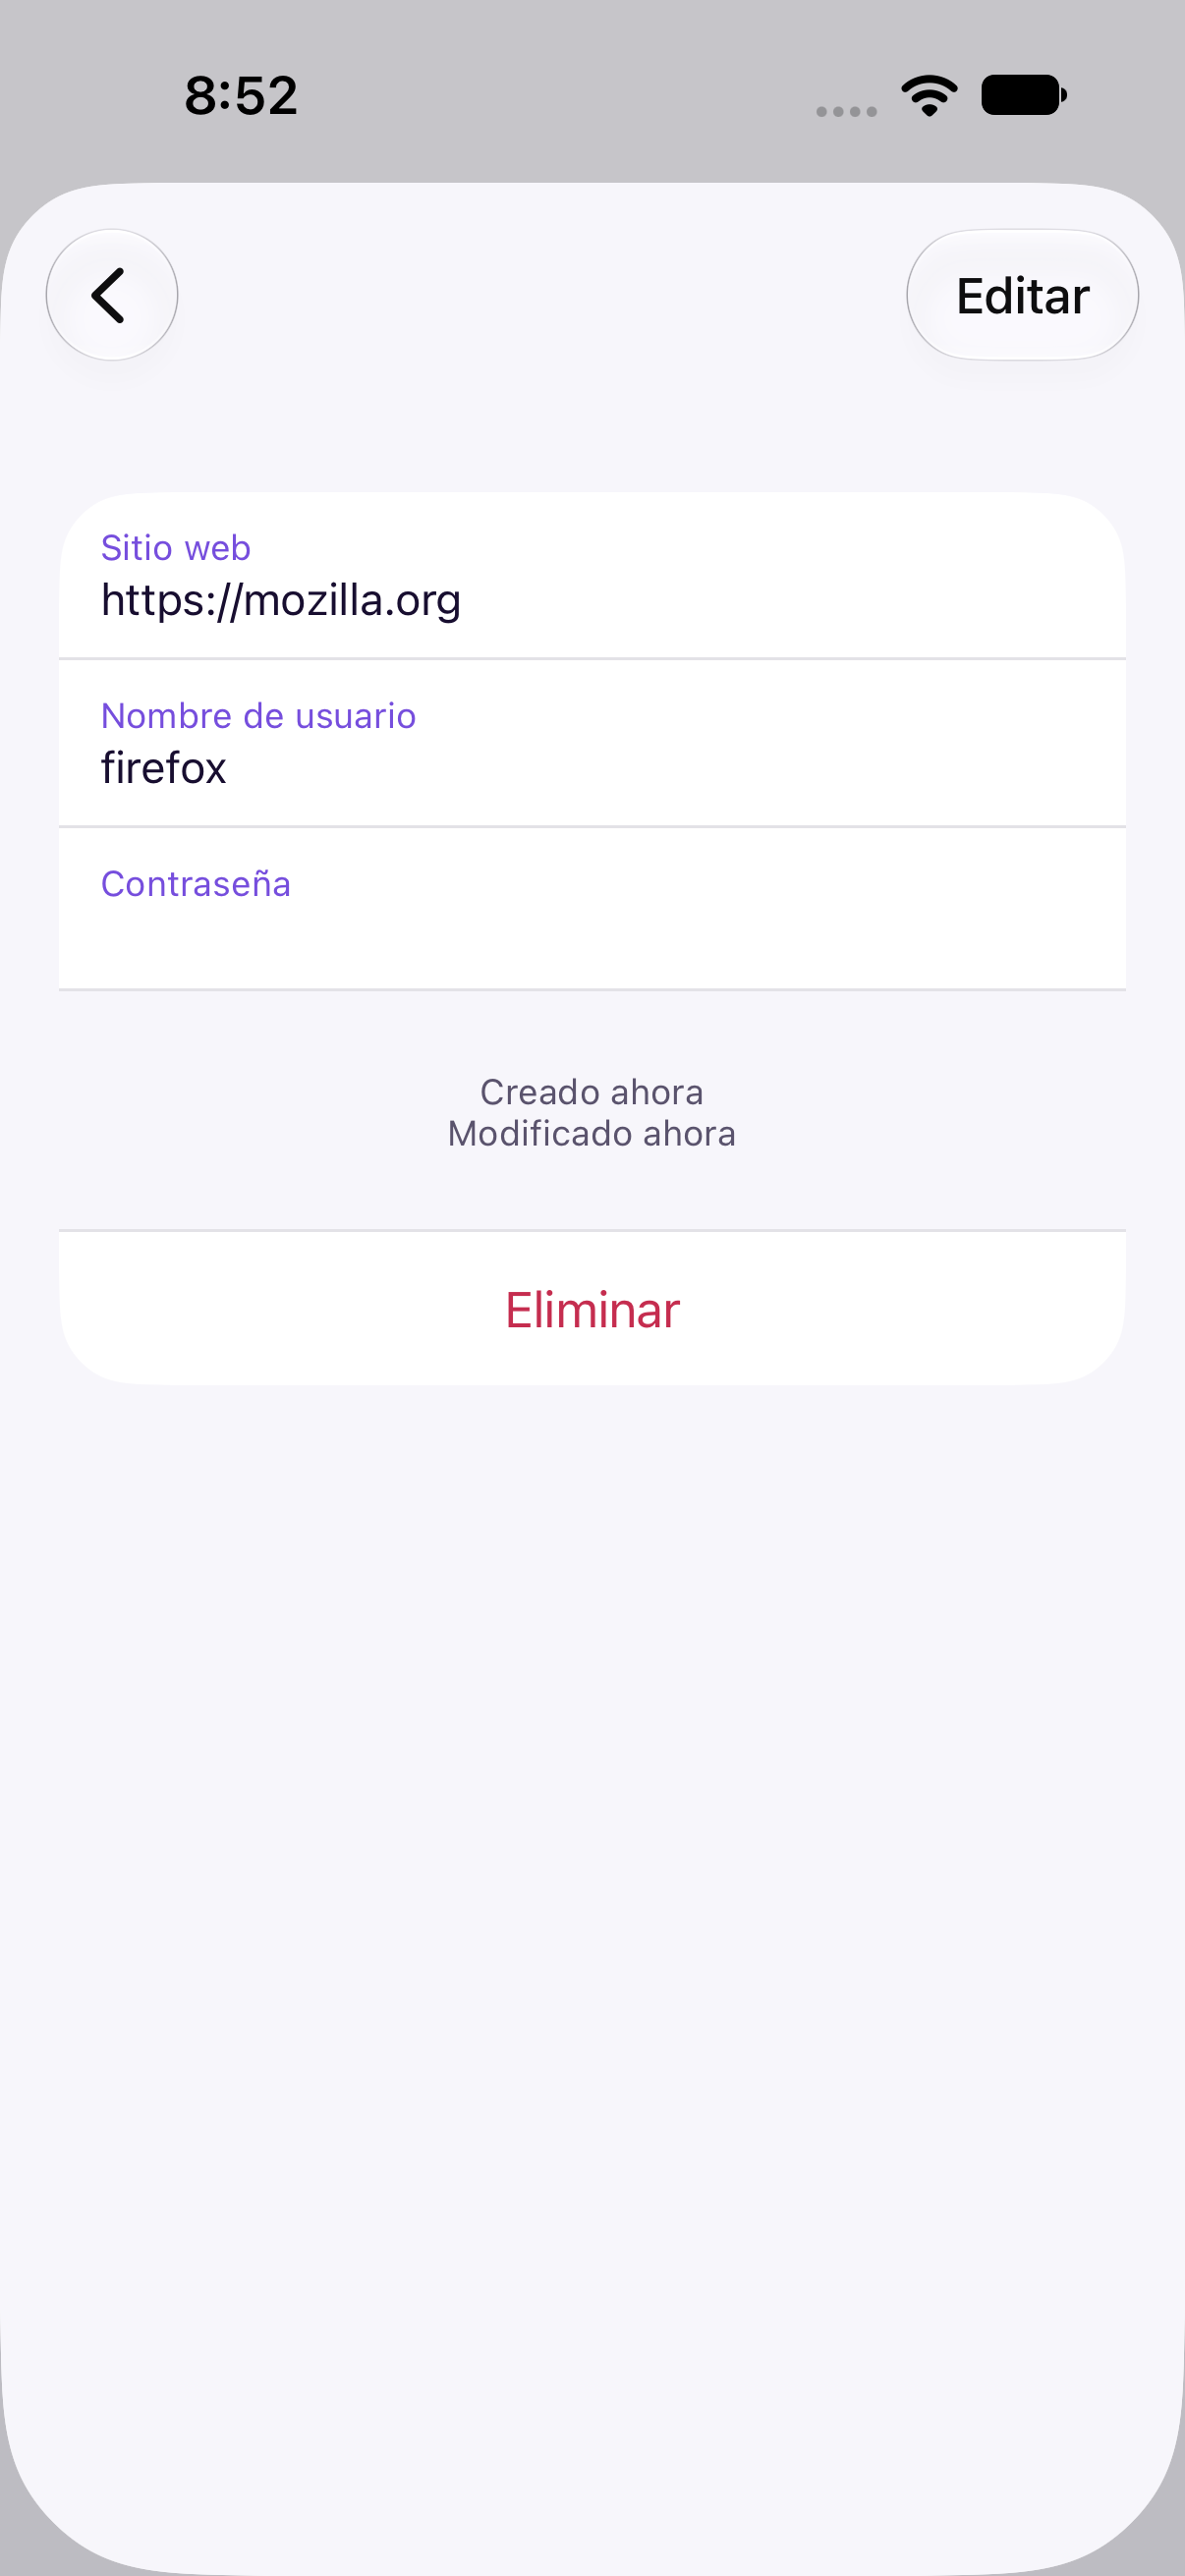 8:52
Editar
Sitio web
https://mozilla.org
Nombre de usuario
firefox
Contraseña
Creado ahora
Modificado ahora
Eliminar